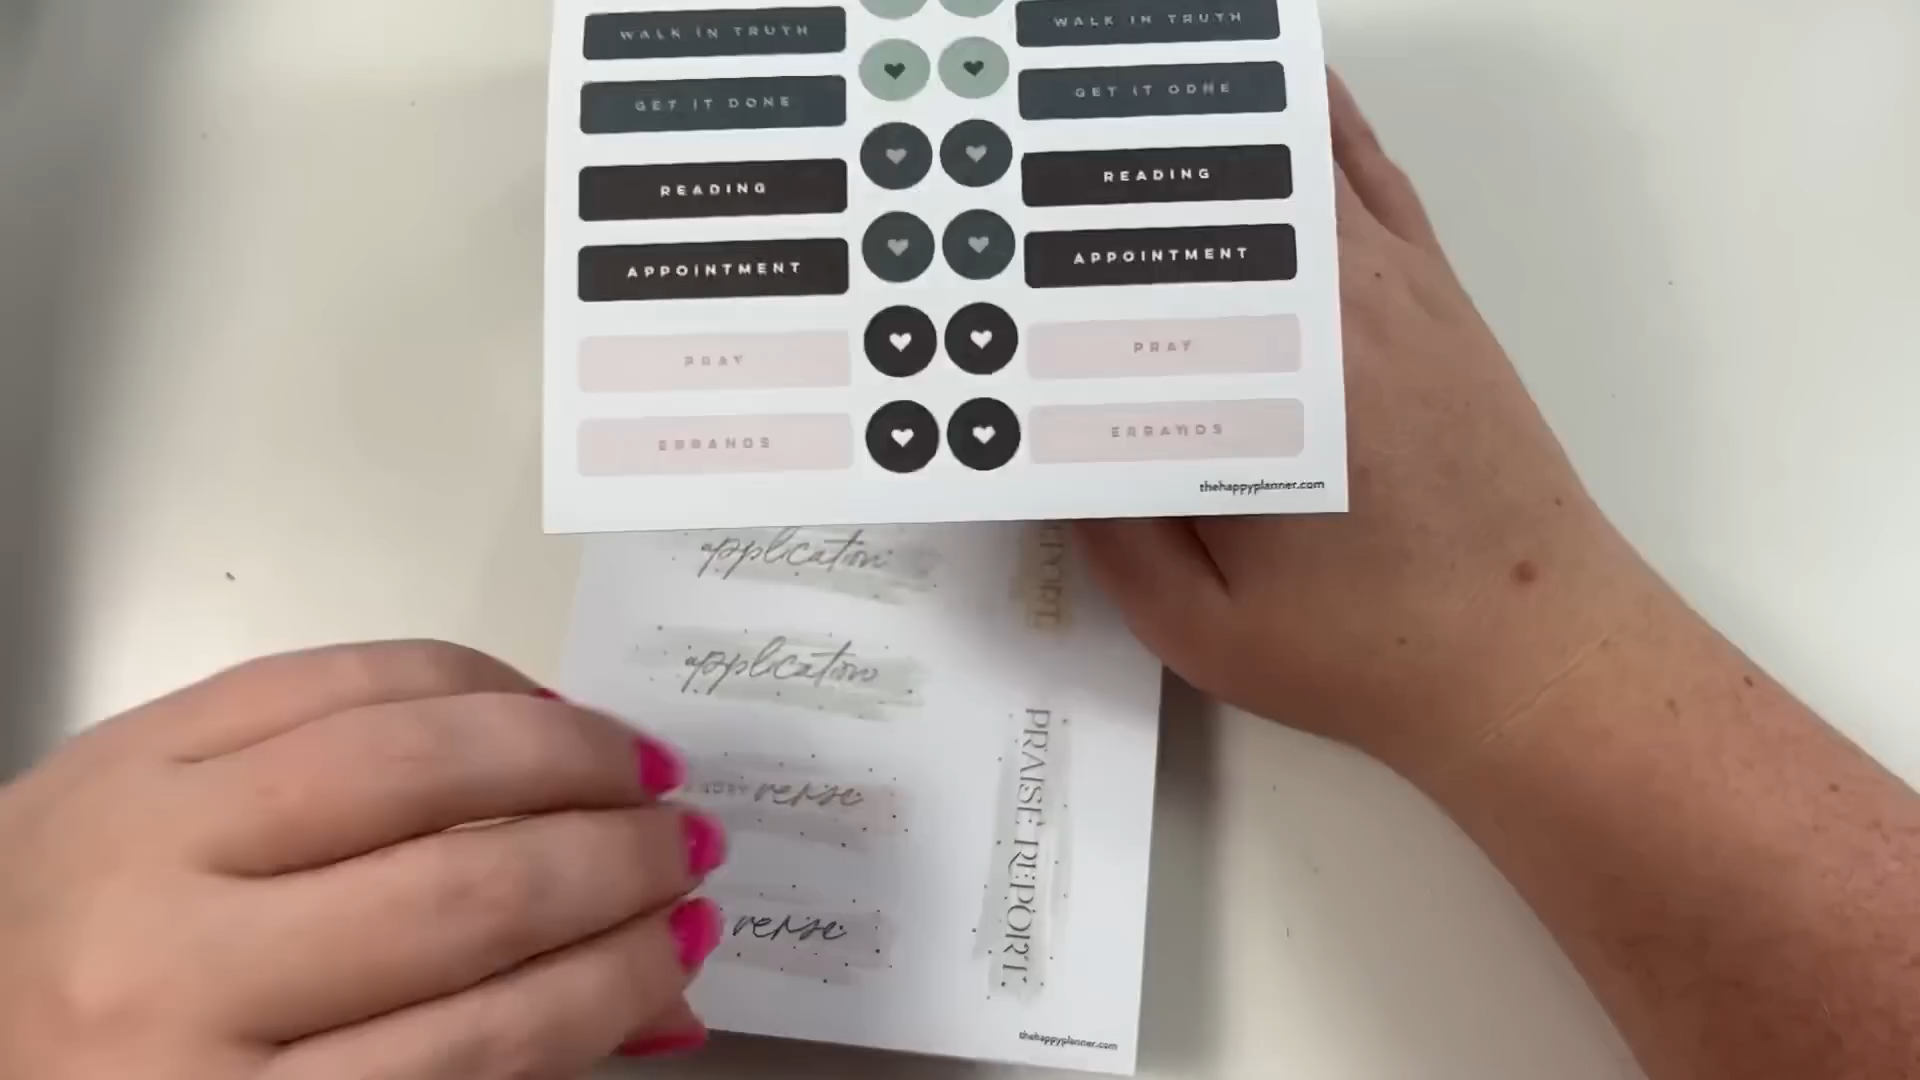 WALK IN TRUTH
WALK IN TRUTH
GET IT DONE
GET IT DONE
READING
READING
APPOINTMENT
APPOINTMENT
PRAY
PRAY
ERRANDS
ERRANDS
thehappyplanner.com
application
application
verse
verse
PRAISE REPORT
thehappyplanner.com